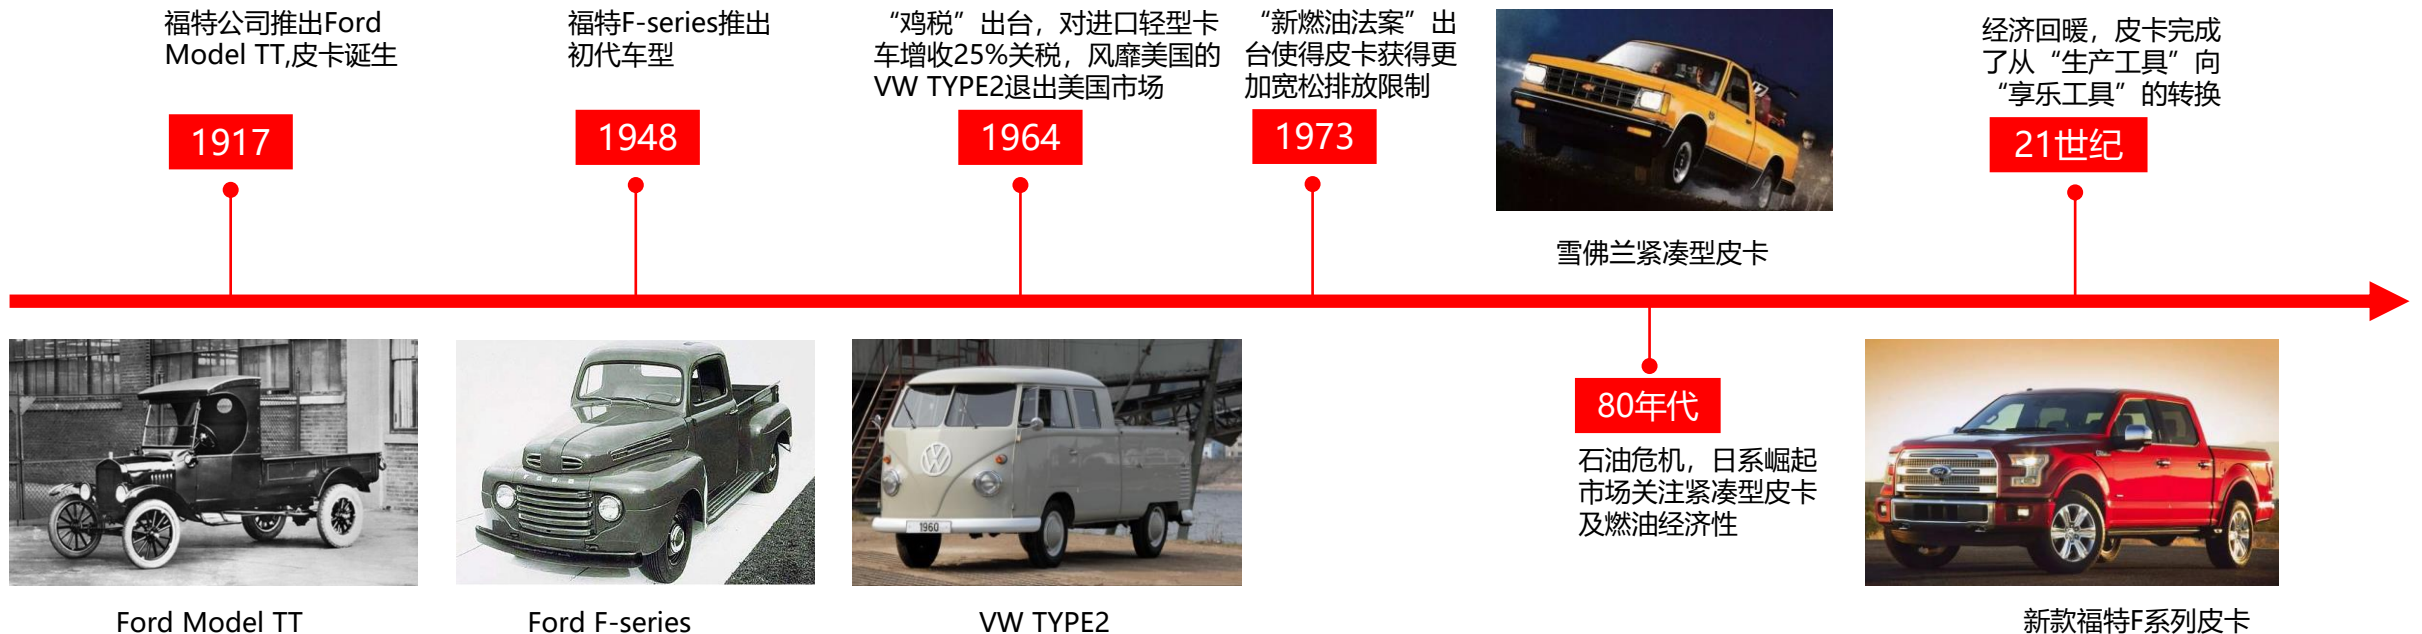 福特公司推出Ford
Model TT,皮卡诞生
1917
福特F-series推出
初代车型
1948
“鸡税”出台，对进口轻型卡
车增收25%关税，风靡美国的
VW TYPE2退出美国市场
1964
“新燃油法案”出
台使得皮卡获得更
加宽松排放限制
1973
雪佛兰紧凑型皮卡
经济回暖，皮卡完成
了从“生产工具”向
“享乐工具”的转换
21世纪
80年代
石油危机，日系崛起
市场关注紧凑型皮卡
及燃油经济性
FORD
1960
Ford
Ford Model TT
Ford F-series
VW TYPE2
新款福特F系列皮卡